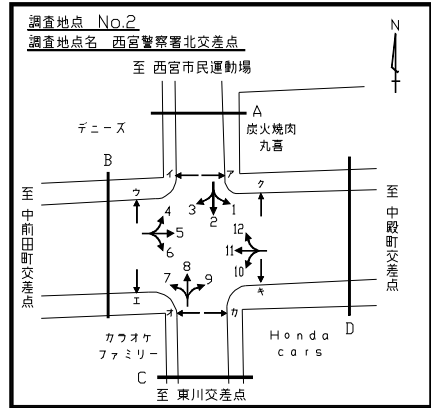 調査地点 No.2
調査地点名 西宮警察署北交差点
N
至 西宮市民運動場
A
デニーズ
炭火焼肉
丸喜
B
イ
ア
ク
ウ
至 中前田町交差点
至 中殿町交差点
4
3
2
1
12
5
11
6
10
7
8
9
エ
オ
カ
キ
カラオケ
ファミリー
Honda
cars
D
C
至 東川交差点